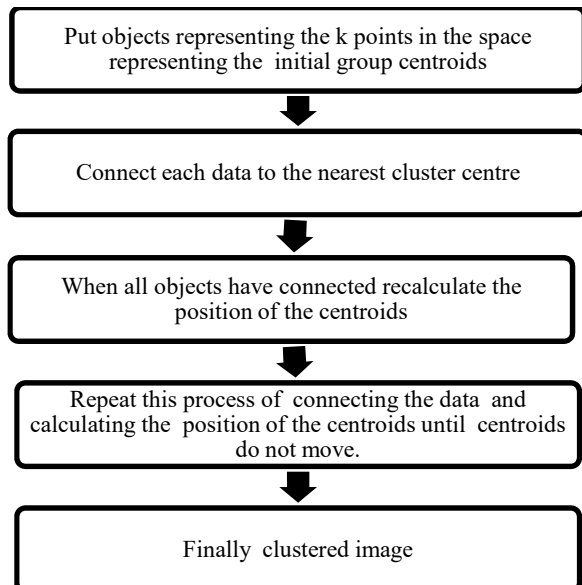 Put objects representing the k points in the space
representing the initial group centroids
Connect each data to the nearest cluster centre
When all objects have connected recalculate the
position of the centroids
Repeat this process of connecting the data and
calculating the position of the centroids until centroids
do not move.
Finally clustered image